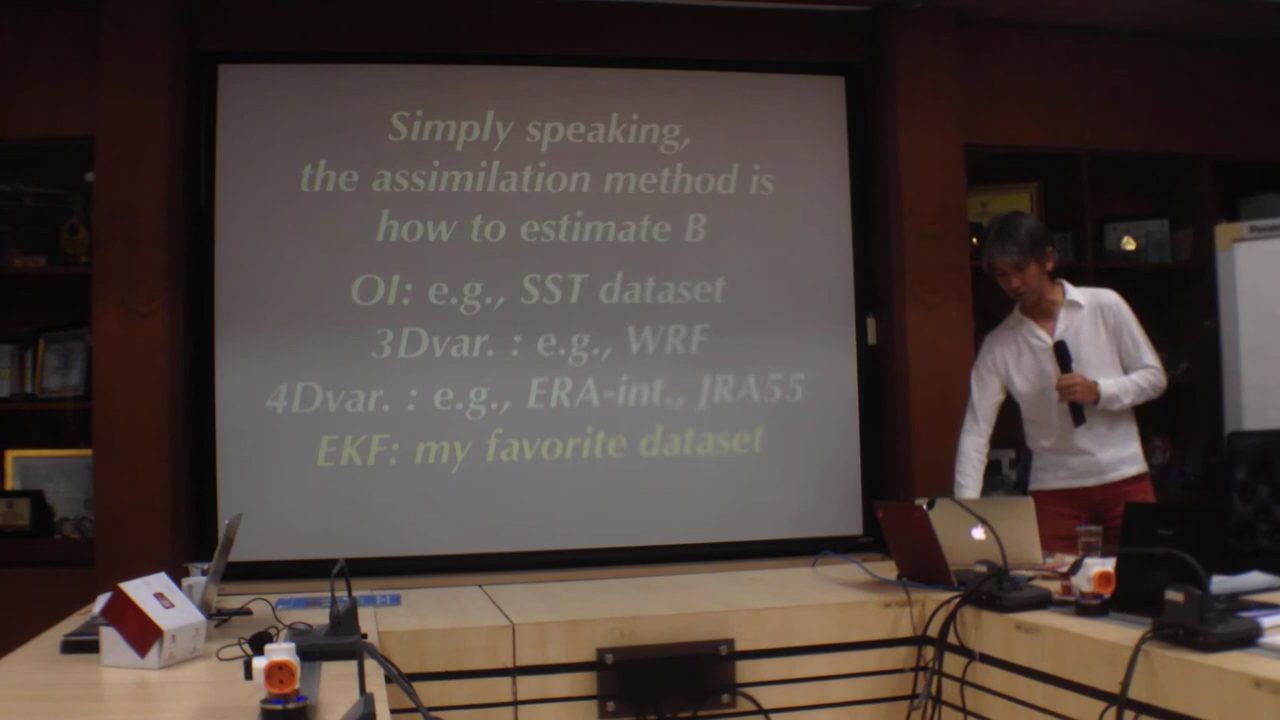 Simply speaking,
the assimilation method is
how to estimate B
OI: e.g., SST dataset
3Dvar. : e.g., WRF
4Dvar. : e.g., ERA-int., JRA55
EKF: my favorite dataset